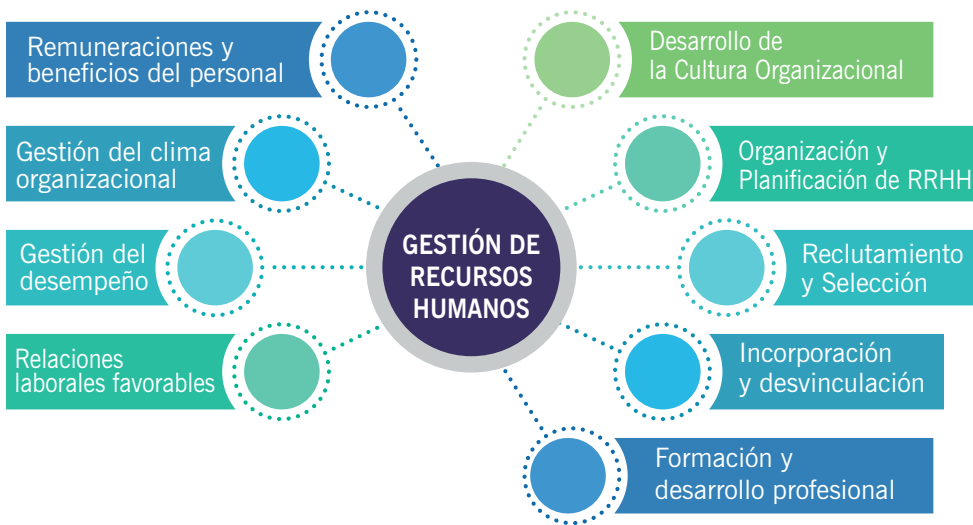 Remuneraciones y
beneficios del personal
Gestión del clima
organizacional
Gestión del
desempeño
Relaciones
laborales favorables
GESTIÓN DE
RECURSOS
HUMANOS
Desarrollo de
la Cultura Organizacional
Organización y
Planificación de RRHH
Reclutamiento
y Selección
Incorporación
y desvinculación
Formación y
desarrollo profesional